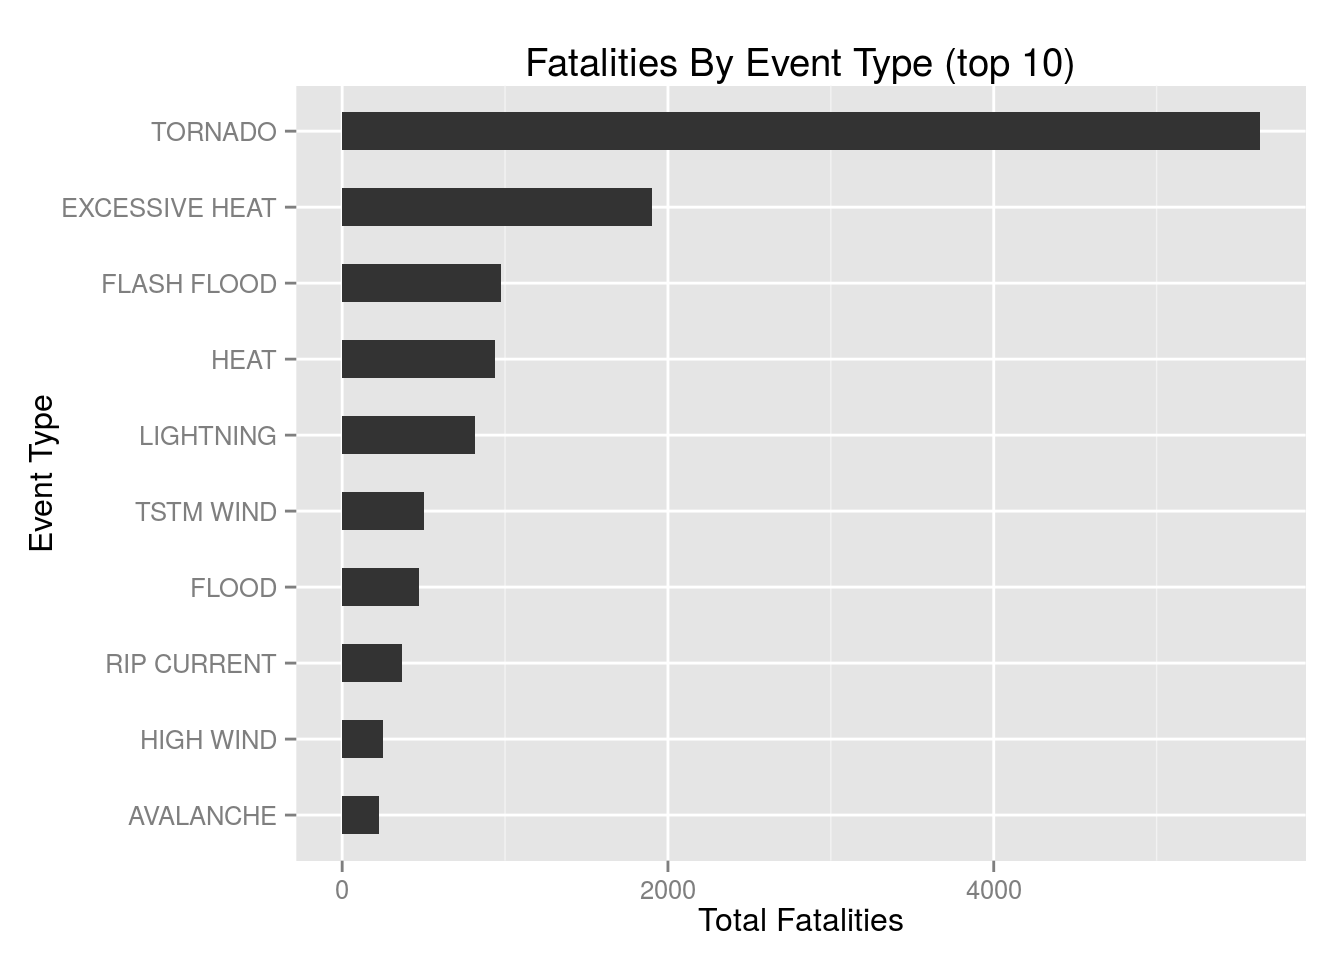 Fatalities By Event Type (top 10)
TORNADO
EXCESSIVE HEAT
FLASH FLOOD
HEAT
LIGHTNING
TSTM WIND
FLOOD
RIP CURRENT
HIGH WIND
AVALANCHE
Event Type
0 2000 4000
Total Fatalities